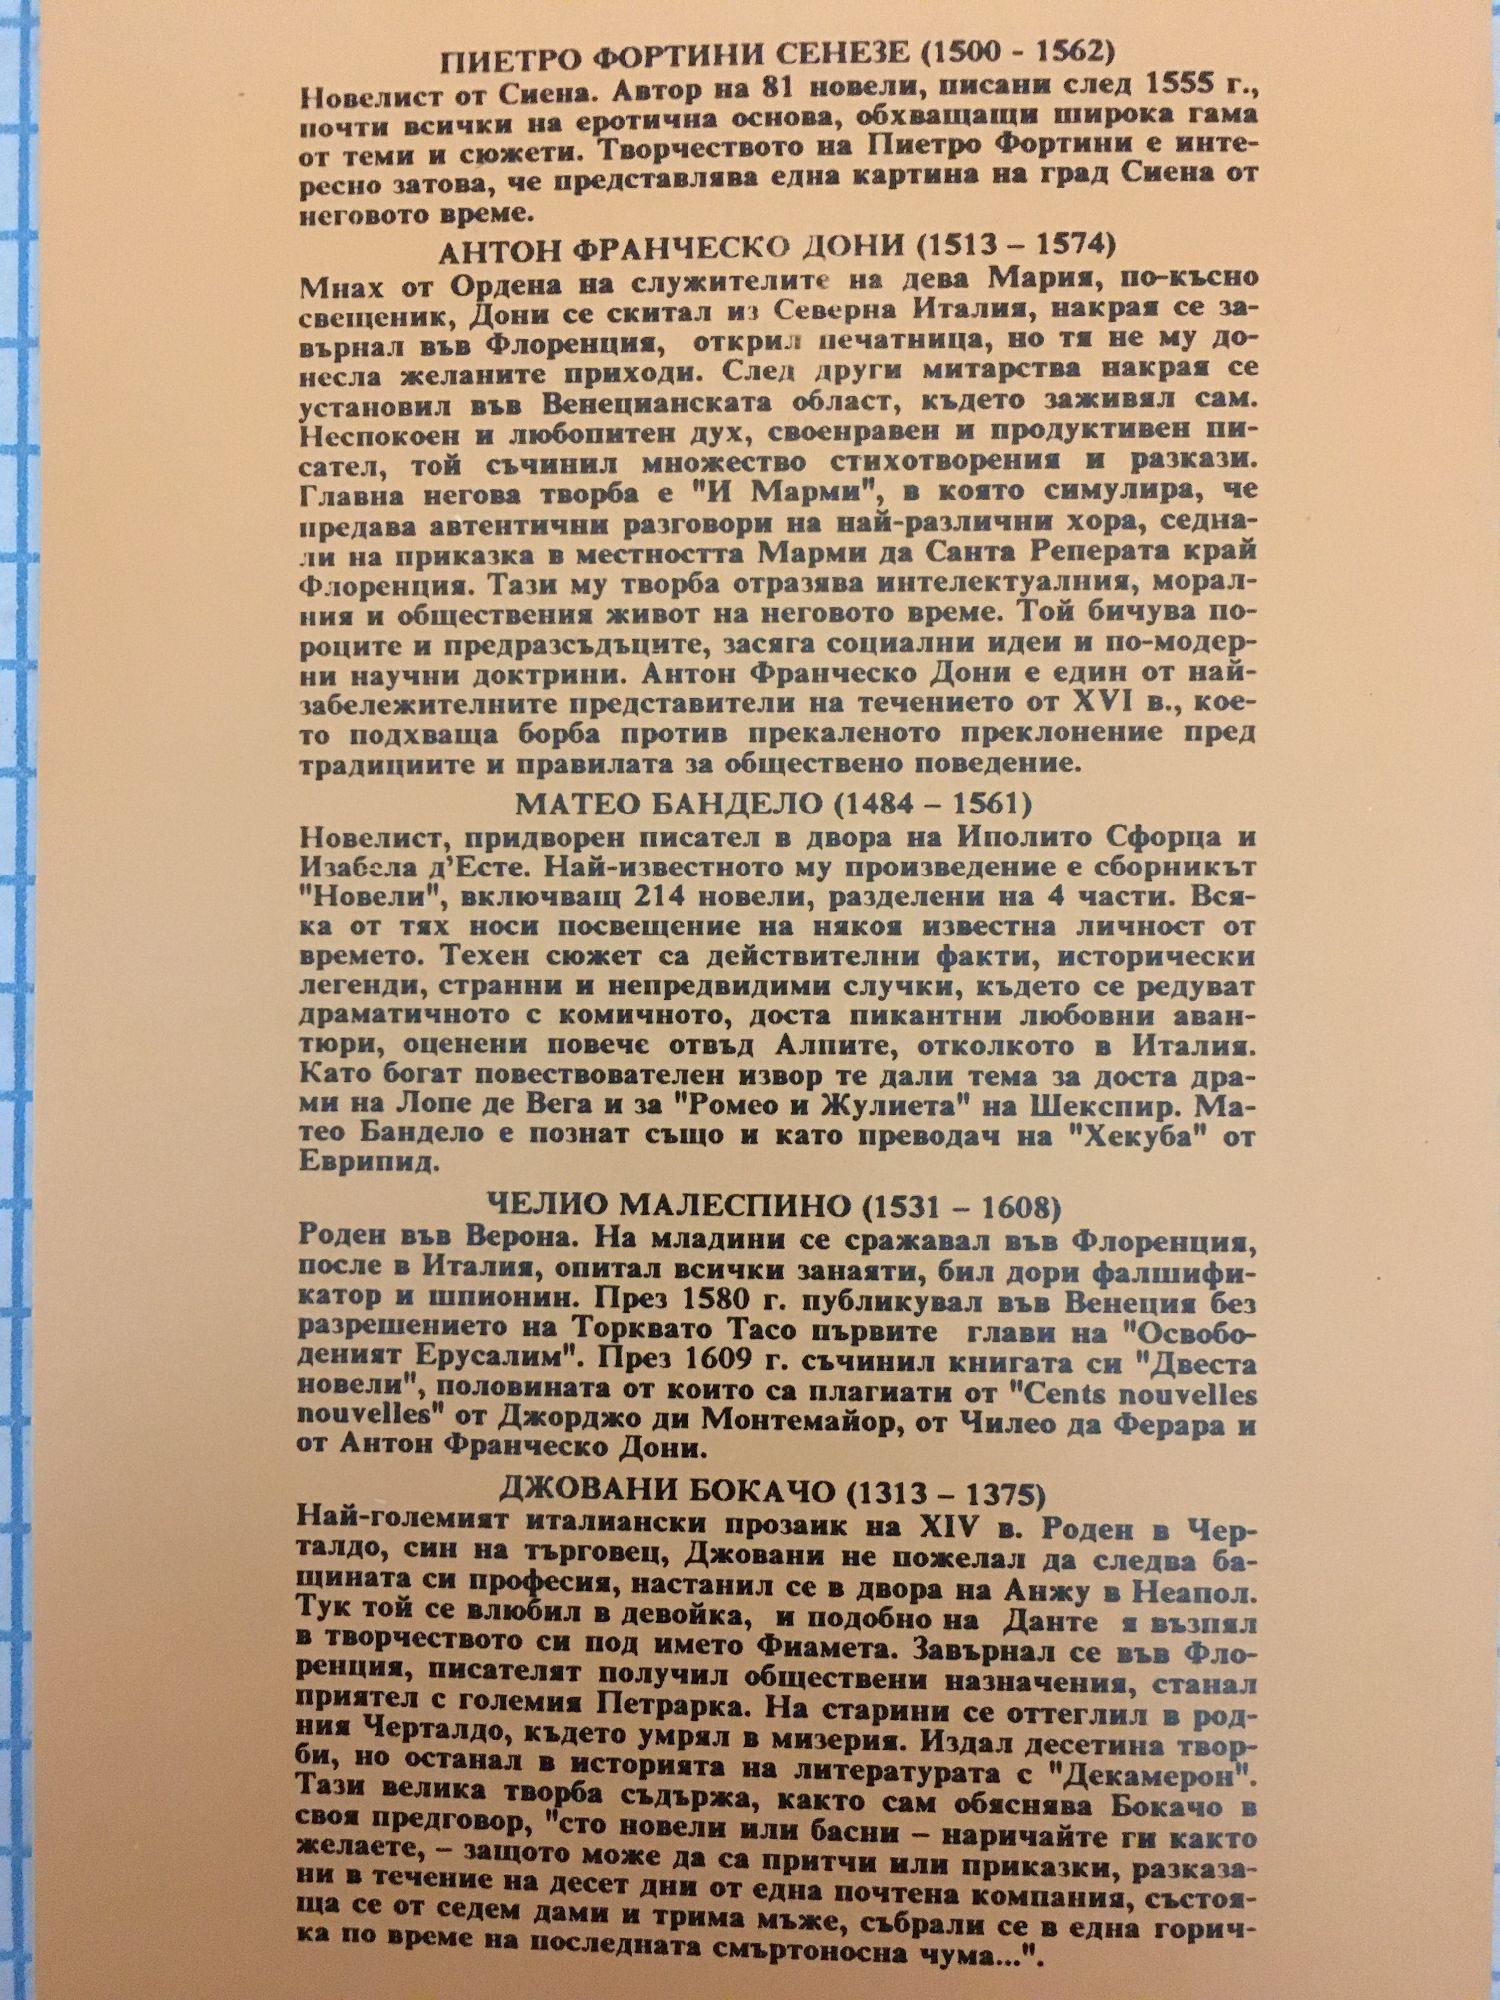 ПИЕТРО ФОРТИНИ СЕНЕЗЕ (1500 - 1562)
Новелист от Сиена. Автор на 81 новели, писани след 1555 г.,
почти всички на еротична основа, обхващащи широка гама
от теми и сюжети. Творчеството на Пиетро Фортини е инте-
ресно затова, че представлява една картина на град Сиена от
неговото време.
АНТОН ФРАНЧЕСКО ДОНИ (1513 – 1574)
Мнах от Ордена на служителите на дева Мария, по-късно
свещеник, Дони се скитал из Северна Италия, накрая се за-
върнал във Флоренция, открил печатница, но тя не му до-
несла желаните приходи. След други митарства накрая се
установил във Венецианската област, където заживял сам.
Неспокоен и любопитен дух, своенравен и продуктивен пи-
сател, той съчинил множество стихотворения и разкази.
Главна негова творба е "И Марми", в която симулира, че
предава автентични разговори на най-различни хора, седна-
ли на приказка в местността Марми да Санта Реперата край
Флоренция. Тази му творба отразява интелектуалния, морал-
ния и обществения живот на неговото време. Той бичува по-
роците и предразсъдъците, засяга социални идеи и по-модер-
ни научни доктрини. Антон Франческо Дони е един от най-
забележителните представители на течението от XVI в., кое-
то подхваща борба против прекаленото преклонение пред
традициите и правилата за обществено поведение.
МАТЕО БАНДЕЛО (1484 – 1561)
Новелист, придворен писател в двора на Иполито Сфорца и
Изабела д'Есте. Най-известното му произведение е сборникът
"Новели", включващ 214 новели, разделени на 4 части. Вся-
ка от тях носи посвещение на някоя известна личност от
времето. Техен сюжет са действителни факти, исторически
легенди, странни и непредвидими случки, където се редуват
драматичното с комичното, доста пикантни любовни аван-
тюри, оценени повече отвъд Алпите, отколкото в Италия.
Като богат повествователен извор те дали тема за доста дра-
ми на Лопе де Вега и за "Ромео и Жулиета" на Шекспир. Ма-
тео Бандело е познат също и като преводач на "Хекуба" от
Еврипид.
ЧЕЛИО МАЛЕСПИНО (1531 – 1608)
Роден във Верона. На младини се сражавал във Флоренция,
после в Италия, опитал всички занаяти, бил дори фалшифи-
катор и шпионин. През 1580 г. публикувал във Венеция без
разрешението на Торквато Тасо първите глави на "Освобо-
деният Ерусалим". През 1609 г. съчинил книгата си "Двеста
новели", половината от които са плагиати от "Cents nouvelles
nouvelles" от Джорджо ди Монтемайор, от Чилео да Ферара и
от Антон Франческо Дони.
ДЖОВАНИ БОКАЧО (1313 – 1375)
Най-големият италиански прозаик на XIV в. Роден в Чер-
талдо, син на търговец, Джовани не пожелал да следва ба-
щината си професия, настанил се в двора на Анжу в Неапол.
Тук той се влюбил в девойка, и подобно на Данте я възпял
в творчеството си под името Фиамета. Завърнал се във Фло-
ренция, писателят получил обществени назначения, станал
приятел с големия Петрарка. На старини се оттеглил в род-
ния Черталдо, където умрял в мизерия. Издал десетина твор-
би, но останал в историята на литературата с "Декамерон".
Тази велика творба съдържа, както сам обяснява Бокачо в
своя предговор, "сто новели или басни – наричайте ги както
желаете, – защото може да са притчи или приказки, разказа-
ни в течение на десет дни от една почтена компания, състоя-
ща се от седем дами и трима мъже, събрали се в една горич-
ка по време на последната смъртоносна чума...".